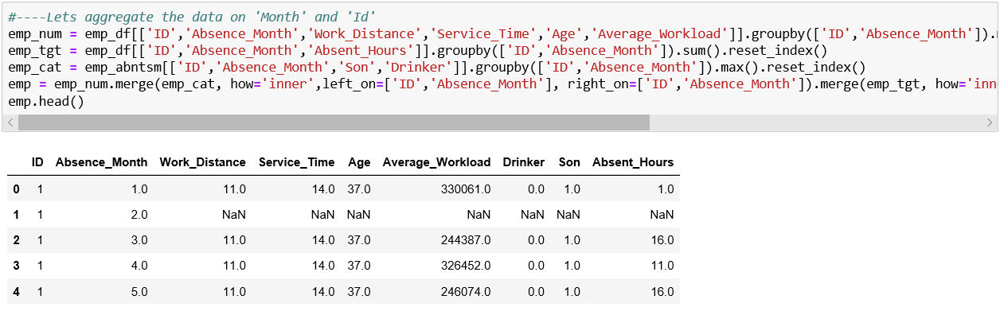 #----Lets aggregate the data on 'Month' and 'Id'
emp_num = emp_df[['ID','Absence_Month','Work_Distance','Service_Time','Age','Average_Workload']].groupby(['ID','Absence_Month']).
emp_tgt = emp_df[['ID','Absence_Month','Absent_Hours']].groupby(['ID','Absence_Month']).sum().reset_index()
emp_cat = emp_abntsm[['ID','Absence_Month','Son','Drinker']].groupby(['ID','Absence_Month']).max().reset_index()
emp = emp_num.merge(emp_cat, how='inner',left_on=['ID','Absence_Month'], right_on=['ID','Absence_Month']).merge(emp_tgt, how='inn
emp.head()
ID Absence_Month Work_Distance Service_Time Age Average_Workload Drinker Son Absent_Hours
0 1 1.0 11.0 14.0 37.0 330061.0 0.0 1.0 1.0
1 1 2.0 NaN NaN NaN NaN NaN NaN NaN
2 1 3.0 11.0 14.0 37.0 244387.0 0.0 1.0 16.0
3 1 4.0 11.0 14.0 37.0 326452.0 0.0 1.0 11.0
4 1 5.0 11.0 14.0 37.0 246074.0 0.0 1.0 16.0